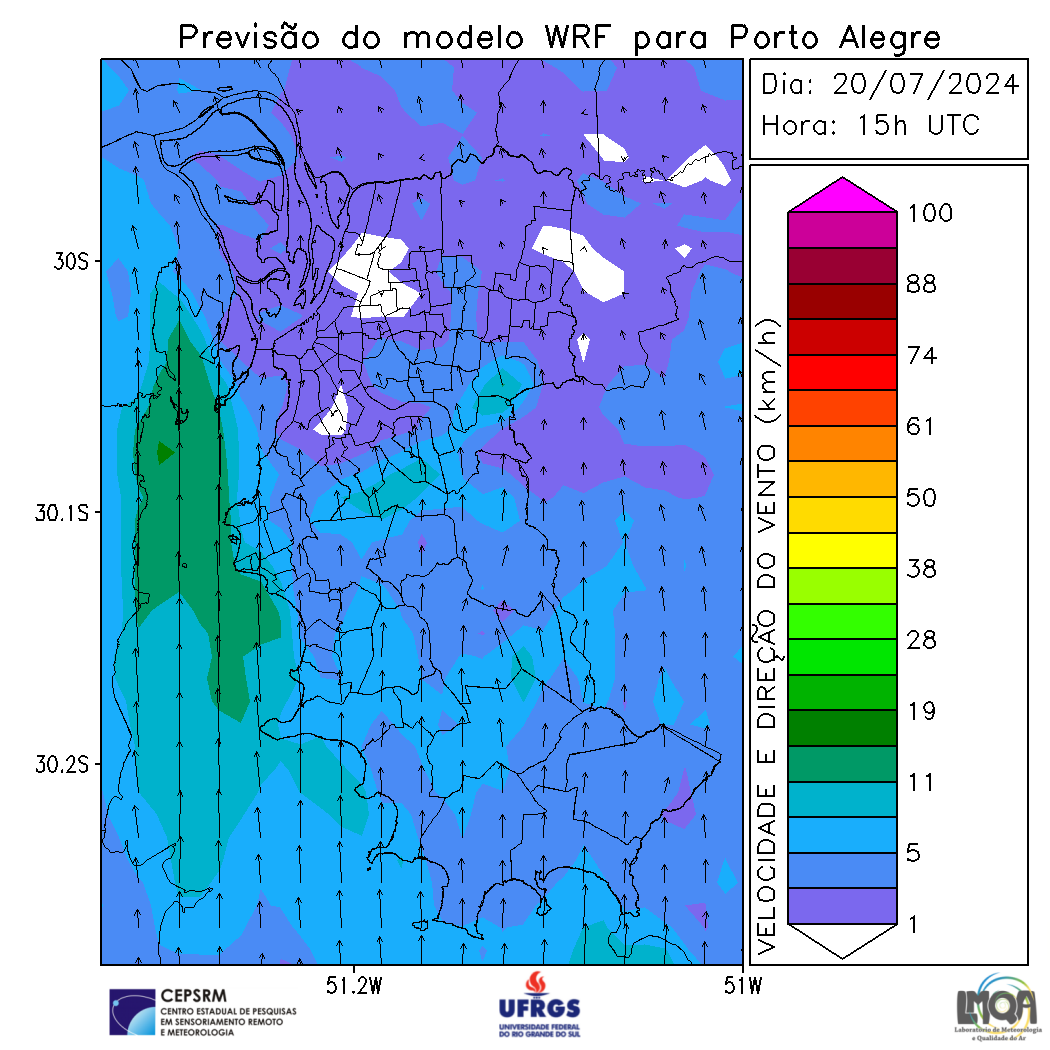 Previsão do modelo WRF para Porto Alegre
Dia: 20/07/2024
Hora: 15h UTC
30S
30.1S
30.2S
51.2W
51W
VELOCIDADE E DIREÇÃO DO VENTO (km/h)
100
88
74
61
50
38
28
19
11
5
1
CEPSRM
CENTRO ESTADUAL DE PESQUISAS
EM SENSORIAMENTO REMOTO
E METEOROLOGIA
UFRGS
UNIVERSIDADE FEDERAL
DO RIO GRANDE DO SUL
LMQA
Laboratório de Meteorologia
e Qualidade do Ar